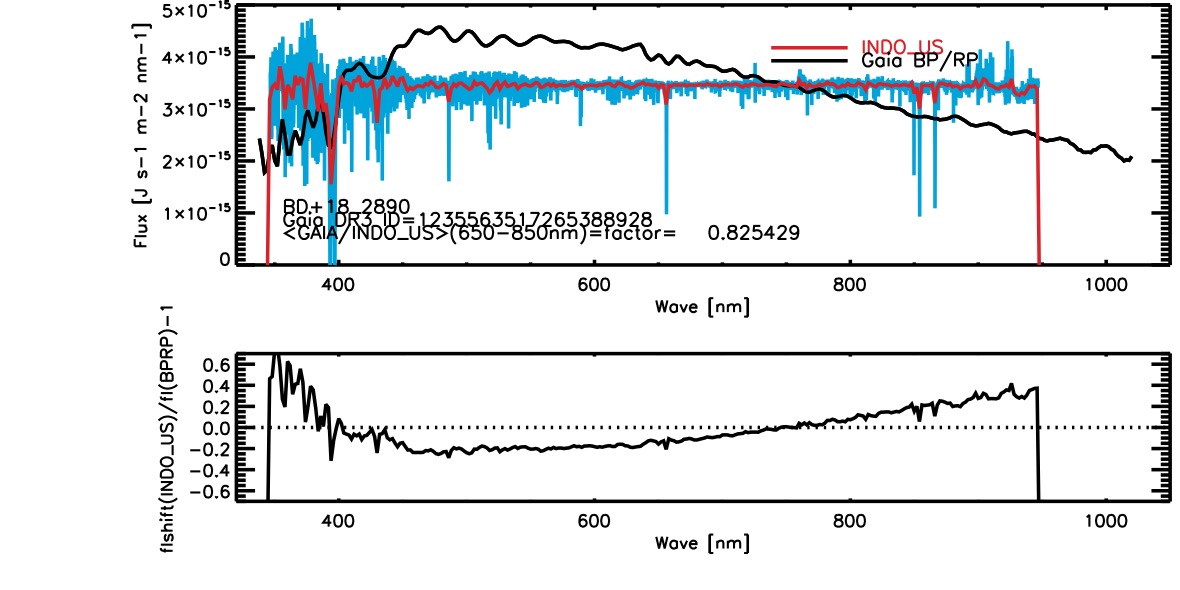 5×10−15
4×10−15
3×10−15
2×10−15
1×10−15
0
Flux [J s−1 m−2 nm−1]
INDO_US
Gaia BP/RP
BD+18_2890
Gaia DR3 ID=1235563517265388928
<GAIA/INDO_US>(650−850nm)=factor= 0.825429
400 600 800 1000
Wave [nm]
flshift(INDO_US)/fl(BPRP)−1
0.6
0.4
0.2
0.0
−0.2
−0.4
−0.6
400 600 800 1000
Wave [nm]